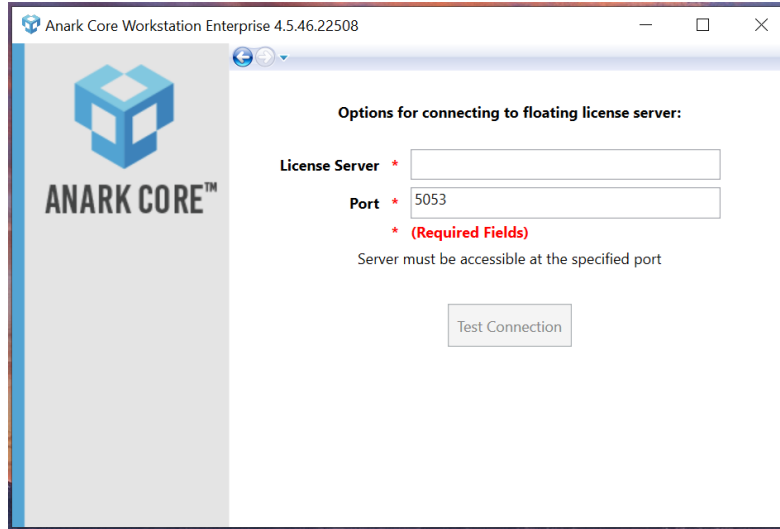 Anark Core Workstation Enterprise 4.5.46.22508
ANARK CORE™
Options for connecting to floating license server:
License Server *
Port * 5053
* (Required Fields)
Server must be accessible at the specified port
Test Connection